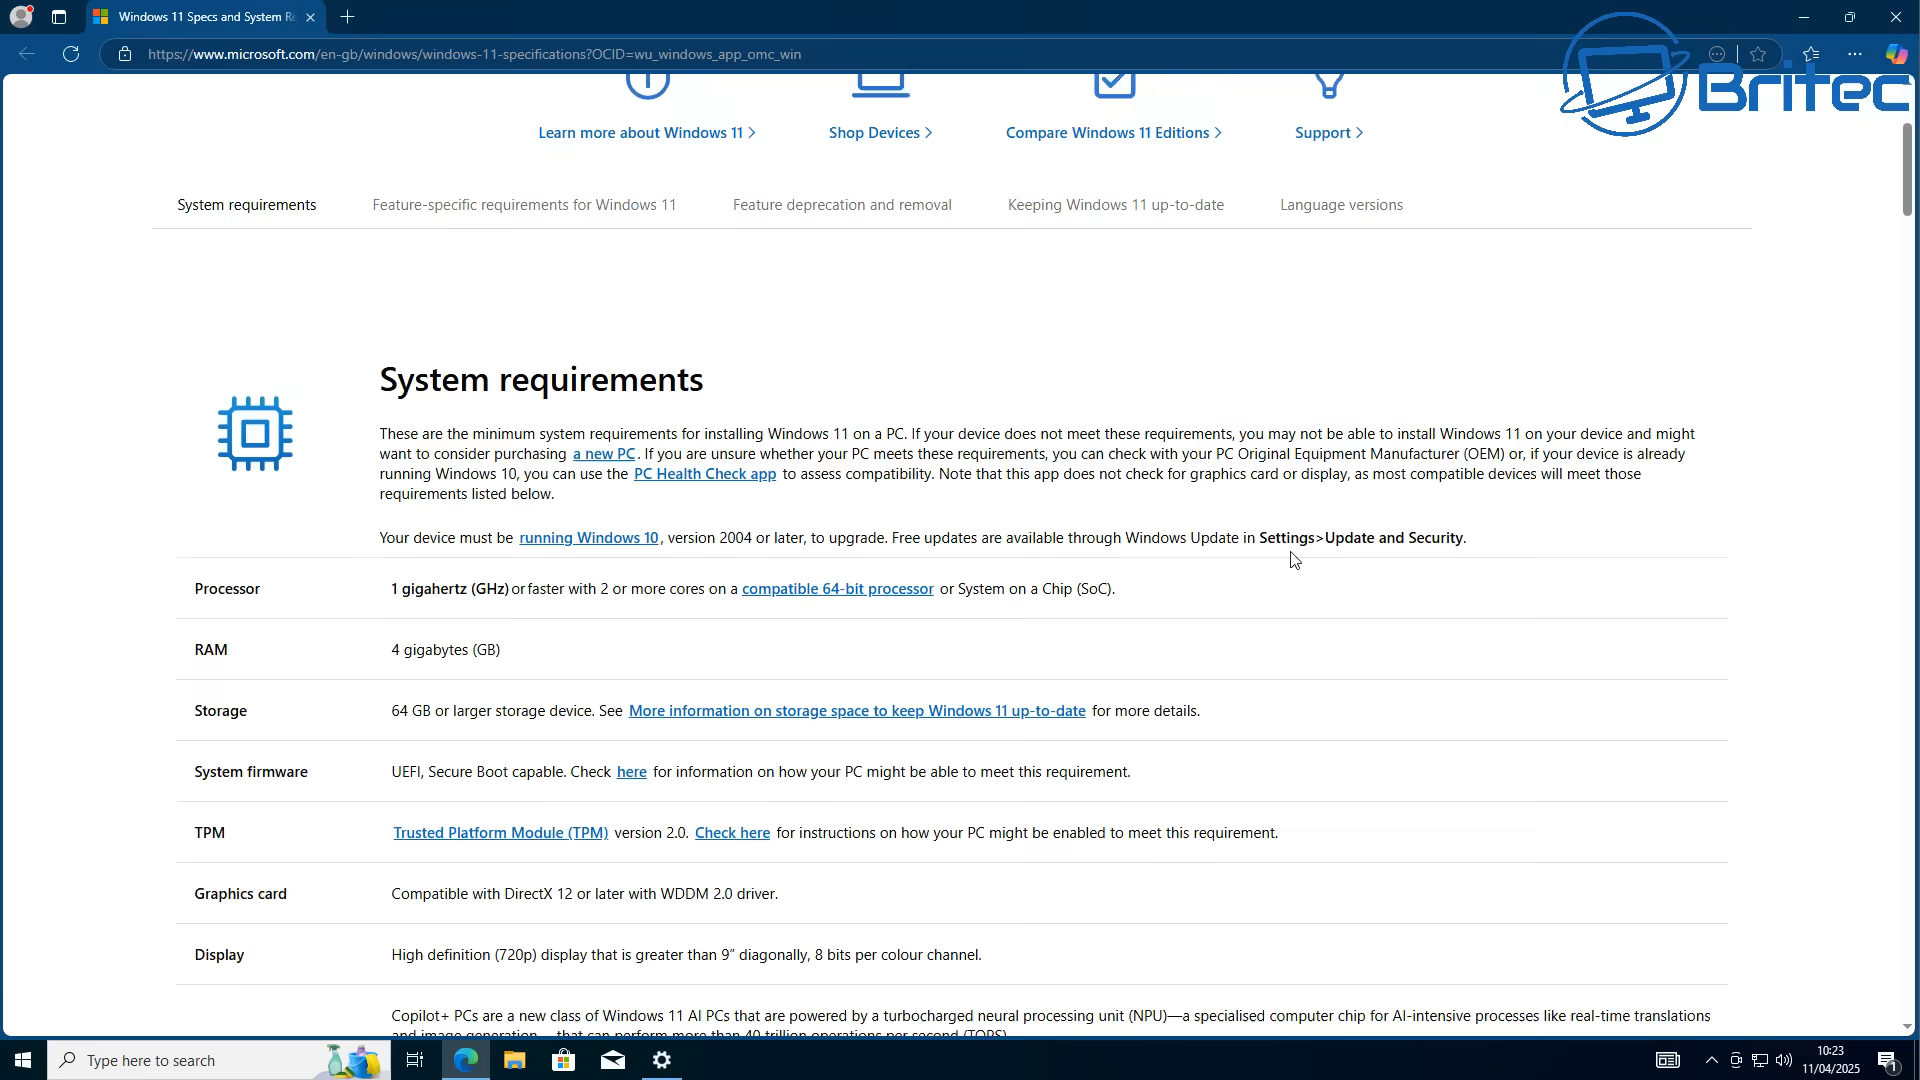 Windows 11 Specs and System Re
https://www.microsoft.com/en-gb/windows/windows-11-specifications?OCID=wu_windows_app_omc_win
Britec
Learn more about Windows 11 >
Shop Devices >
Compare Windows 11 Editions >
Support >
System requirements
Feature-specific requirements for Windows 11
Feature deprecation and removal
Keeping Windows 11 up-to-date
Language versions
System requirements
These are the minimum system requirements for installing Windows 11 on a PC. If your device does not meet these requirements, you may not be able to install Windows 11 on your device and might
want to consider purchasing a new PC. If you are unsure whether your PC meets these requirements, you can check with your PC Original Equipment Manufacturer (OEM) or, if your device is already
running Windows 10, you can use the PC Health Check app to assess compatibility. Note that this app does not check for graphics card or display, as most compatible devices will meet those
requirements listed below.
Your device must be running Windows 10, version 2004 or later, to upgrade. Free updates are available through Windows Update in Settings>Update and Security.
Processor 1 gigahertz (GHz) or faster with 2 or more cores on a compatible 64-bit processor or System on a Chip (SoC).
RAM 4 gigabytes (GB)
Storage 64 GB or larger storage device. See More information on storage space to keep Windows 11 up-to-date for more details.
System firmware UEFI, Secure Boot capable. Check here for information on how your PC might be able to meet this requirement.
TPM Trusted Platform Module (TPM) version 2.0. Check here for instructions on how your PC might be enabled to meet this requirement.
Graphics card Compatible with DirectX 12 or later with WDDM 2.0 driver.
Display High definition (720p) display that is greater than 9” diagonally, 8 bits per colour channel.
Copilot+ PCs are a new class of Windows 11 AI PCs that are powered by a turbocharged neural processing unit (NPU)—a specialised computer chip for AI-intensive processes like real-time translations
and image generation—that can perform more than 40 trillion operations per second (TOPS)
Type here to search
10:23
11/04/2025
1